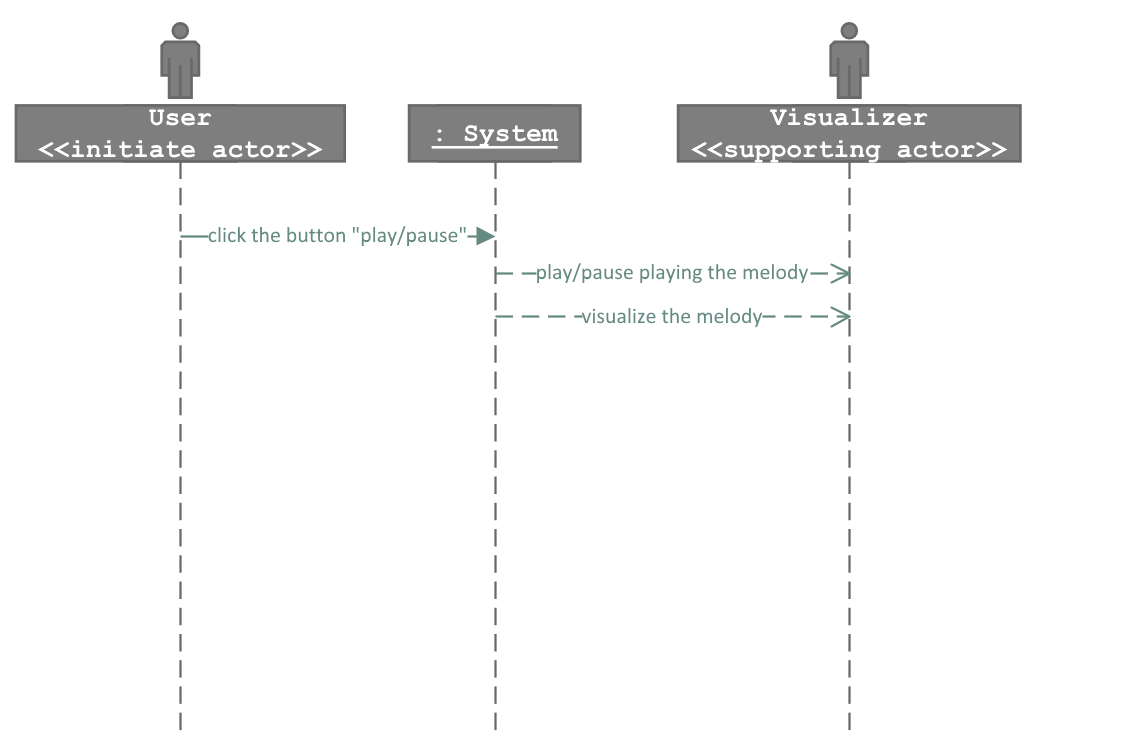 User
<<initiate actor>>
: System
Visualizer
<<supporting actor>>
click the button "play/pause"
play/pause playing the melody
visualize the melody